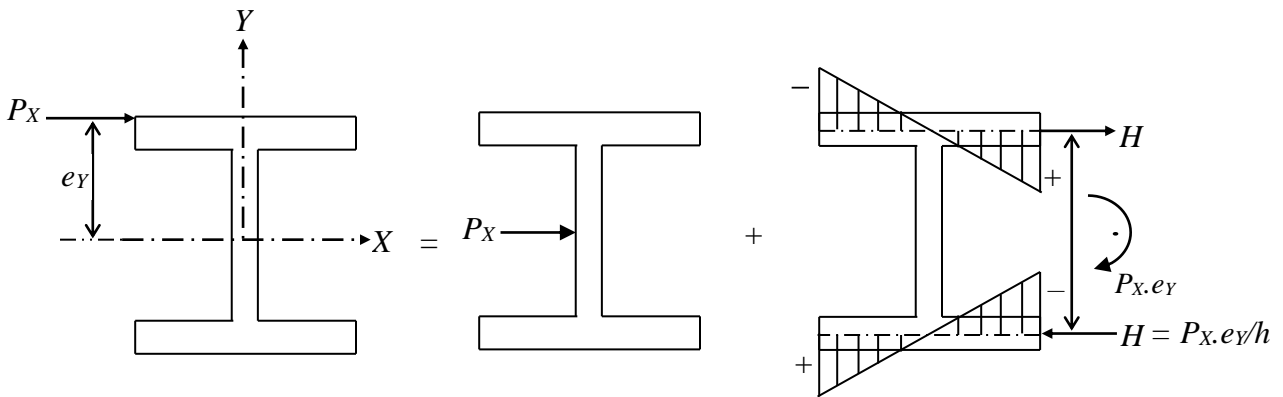 Y
P_X
e_Y
X
=
P_X
+
−
H
+
P_X.e_Y
−
H = P_X.e_Y/h
+